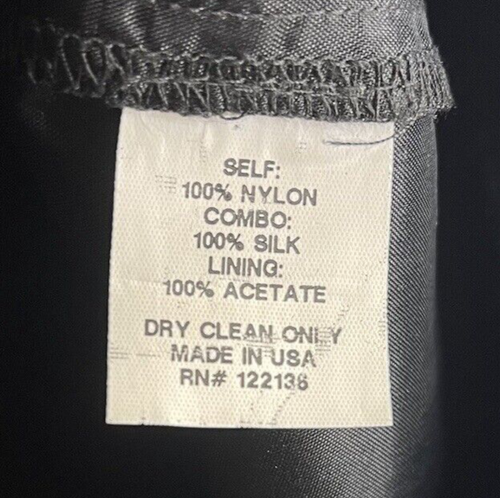 SELF:
100% NYLON
COMBO:
100% SILK
LINING:
100% ACETATE
DRY CLEAN ONLY
MADE IN USA
RN# 122136